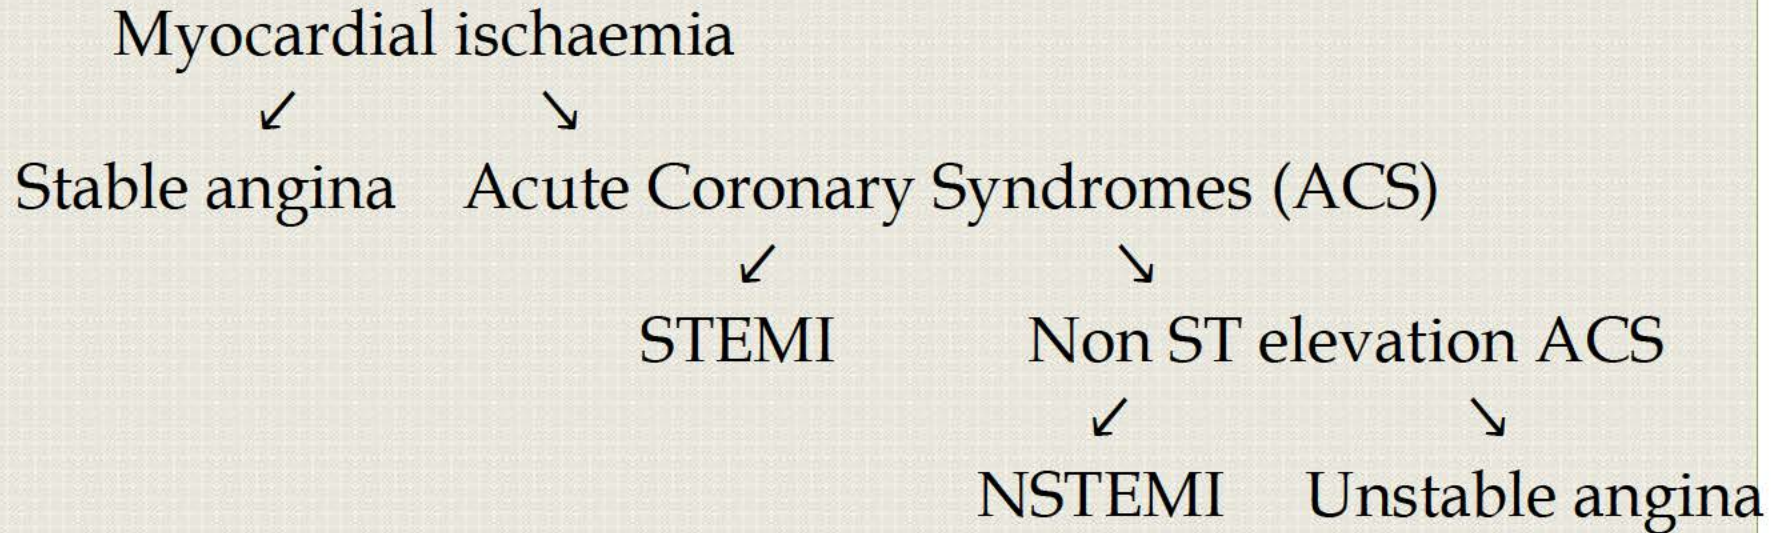 Myocardial ischaemia
↙ ↘
Stable angina Acute Coronary Syndromes (ACS)
↙ ↘
STEMI Non ST elevation ACS
↙ ↘
NSTEMI Unstable angina